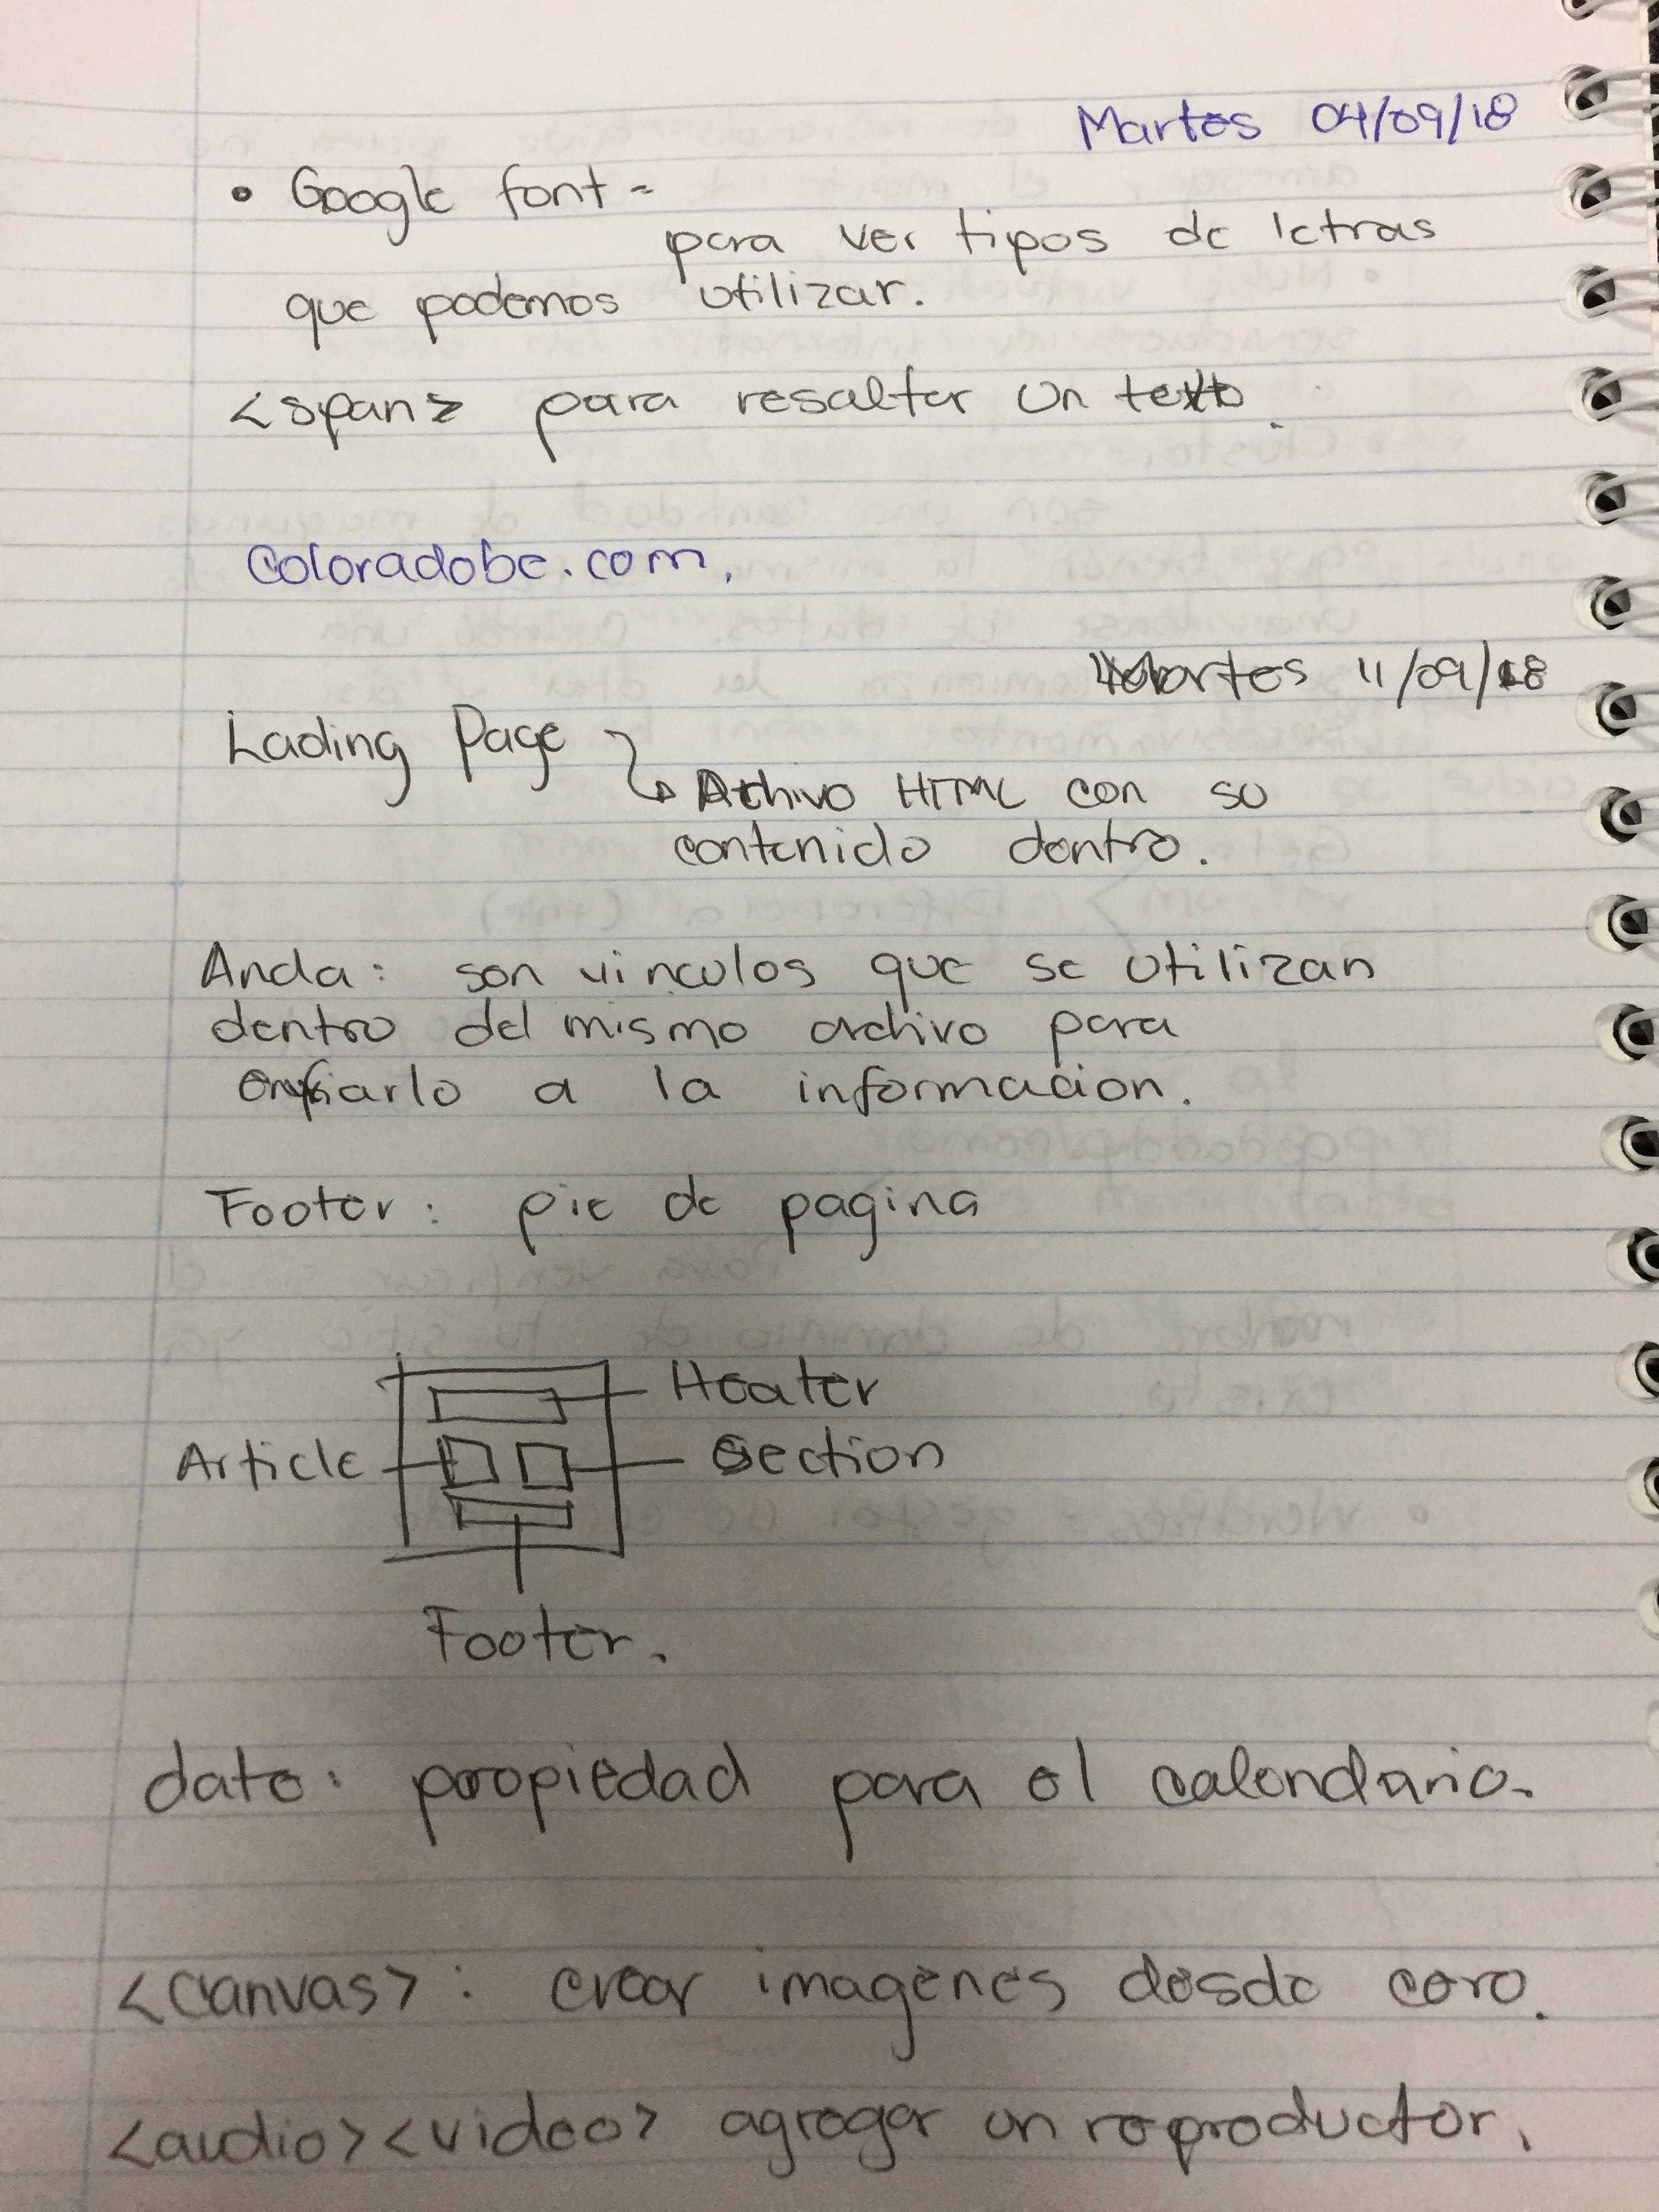 Martes 04/09/18
• Google font -
para ver tipos de letras
que podemos utilizar.
<span> para resaltar un texto.
coloradobe.com.
Martes 11/09/18
Lading Page
Archivo HTML con su
contenido dentro.
Ancla: son vinculos que se utilizan
dentro del mismo archivo para
enviarlo a la informacion.
Footer: pie de pagina
Heater
Article Section
Footer.
date: propiedad para el calendario.
<canvas>: crear imagenes desde cero.
<audio><video> agregar un reproductor.